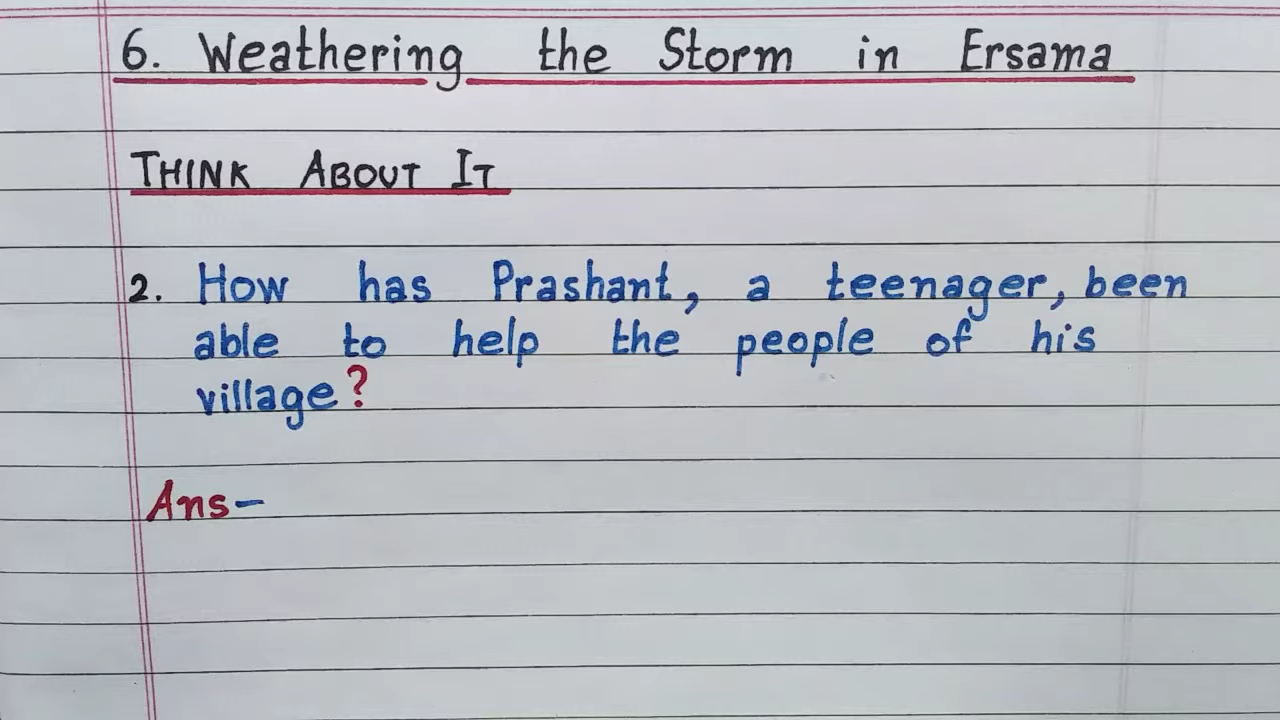 6. Weathering the Storm in Ersama
THINK ABOUT IT
2. How has Prashant, a teenager, been
able to help the people of his
village?
Ans-